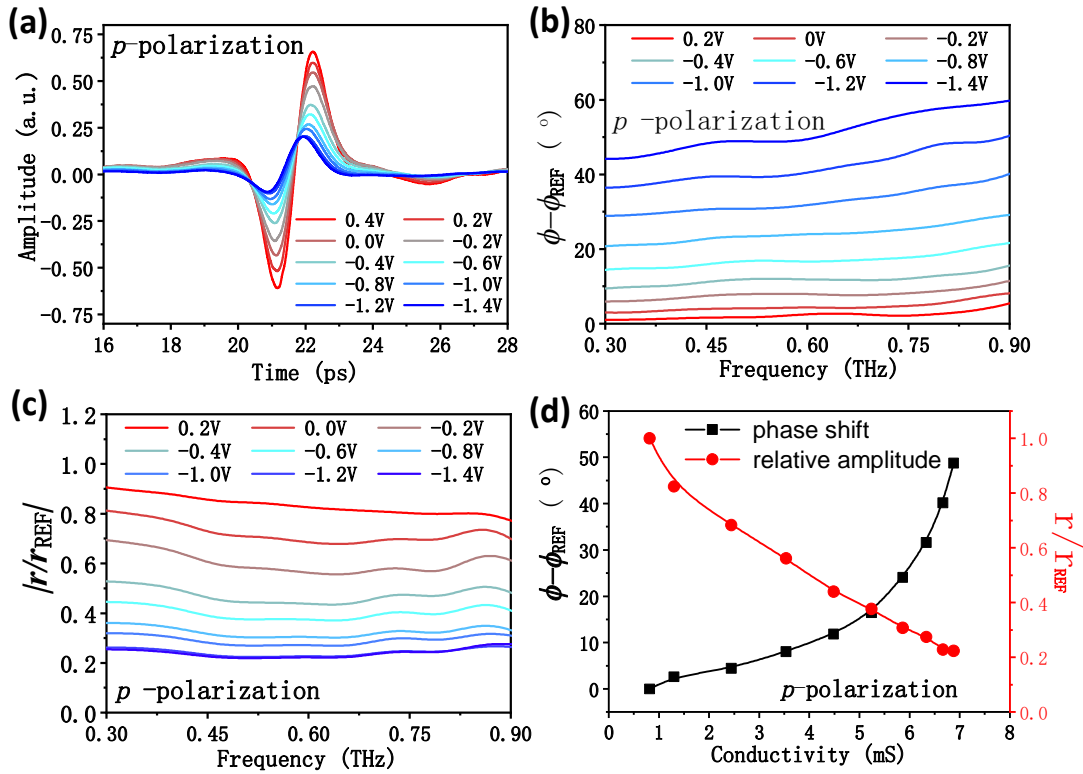 (a)
p-polarization
0.75
0.50
0.25
0.00
-0.25
-0.50
-0.75
Amplitude (a.u.)
0.4V 0.2V
0.0V -0.2V
-0.4V -0.6V
-0.8V -1.0V
-1.2V -1.4V
16 18 20 22 24 26 28
Time (ps)
(b)
80
60
40
20
0
ϕ-ϕREF (°)
0.2V 0V -0.2V
-0.4V -0.6V -0.8V
-1.0V -1.2V -1.4V
p -polarization
0.30 0.45 0.60 0.75 0.90
Frequency (THz)
(c)
1.2
1.0
0.8
0.6
0.4
0.2
0.0
|r/rREF|
0.2V 0.0V -0.2V
-0.4V -0.6V -0.8V
-1.0V -1.2V -1.4V
p -polarization
0.30 0.45 0.60 0.75 0.90
Frequency (THz)
(d)
60
50
40
30
20
10
0
ϕ-ϕREF (°)
phase shift
relative amplitude
p-polarization
1.0
0.8
0.6
0.4
0.2
0.0
r/rREF
0 1 2 3 4 5 6 7 8
Conductivity (mS)